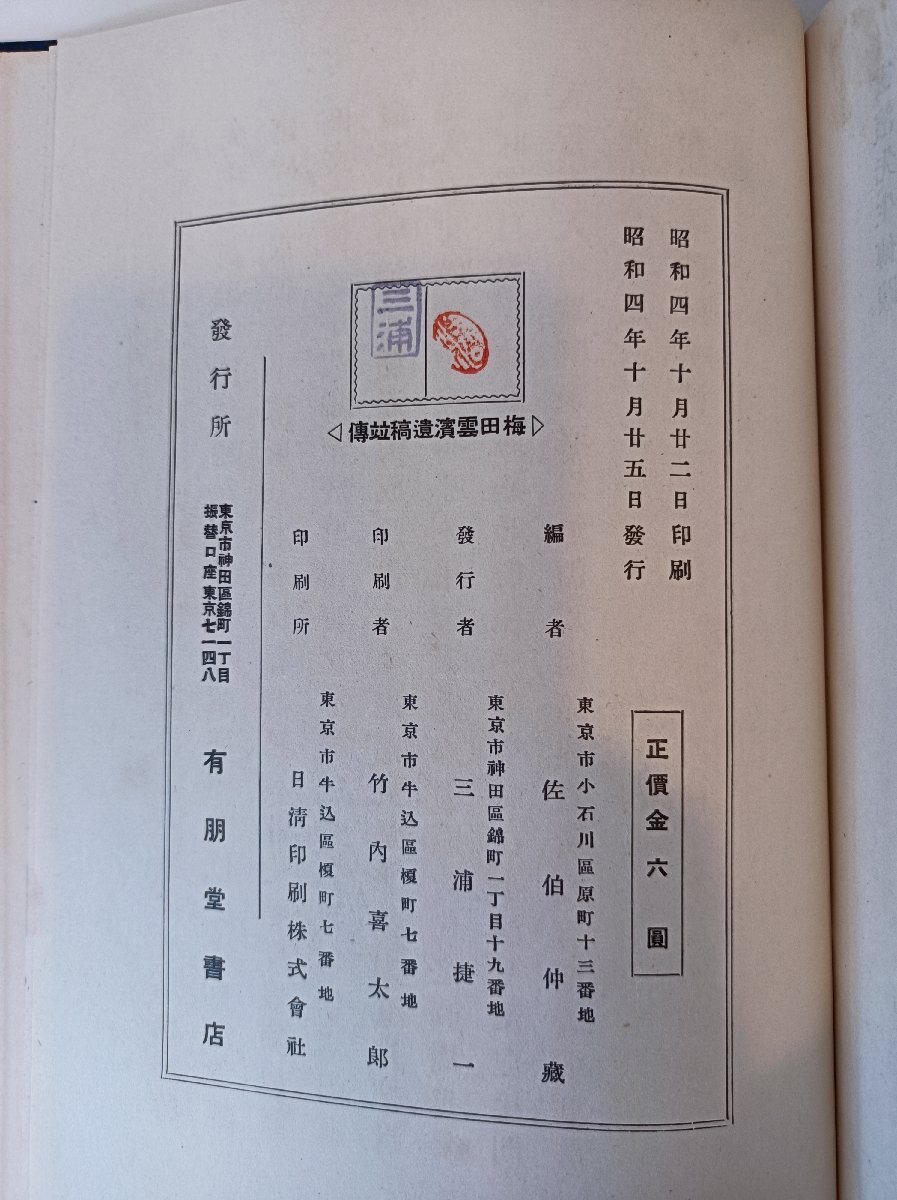 昭和四年十月廿二日印刷
昭和四年十月廿五日發行
正價金六圓
三浦
◁傳竝稿遺濱雲田梅▷
編者
東京市小石川區原町十三番地
佐伯仲藏
發行者
東京市神田區錦町一丁目十九番地
三浦捷一
印刷者
東京市牛込區榎町七番地
竹內喜太郞
印刷所
東京市牛込區榎町七番地
日淸印刷株式會社
發行所
東京市神田區錦町一丁目
振替口座東京七一四八
有朋堂書店